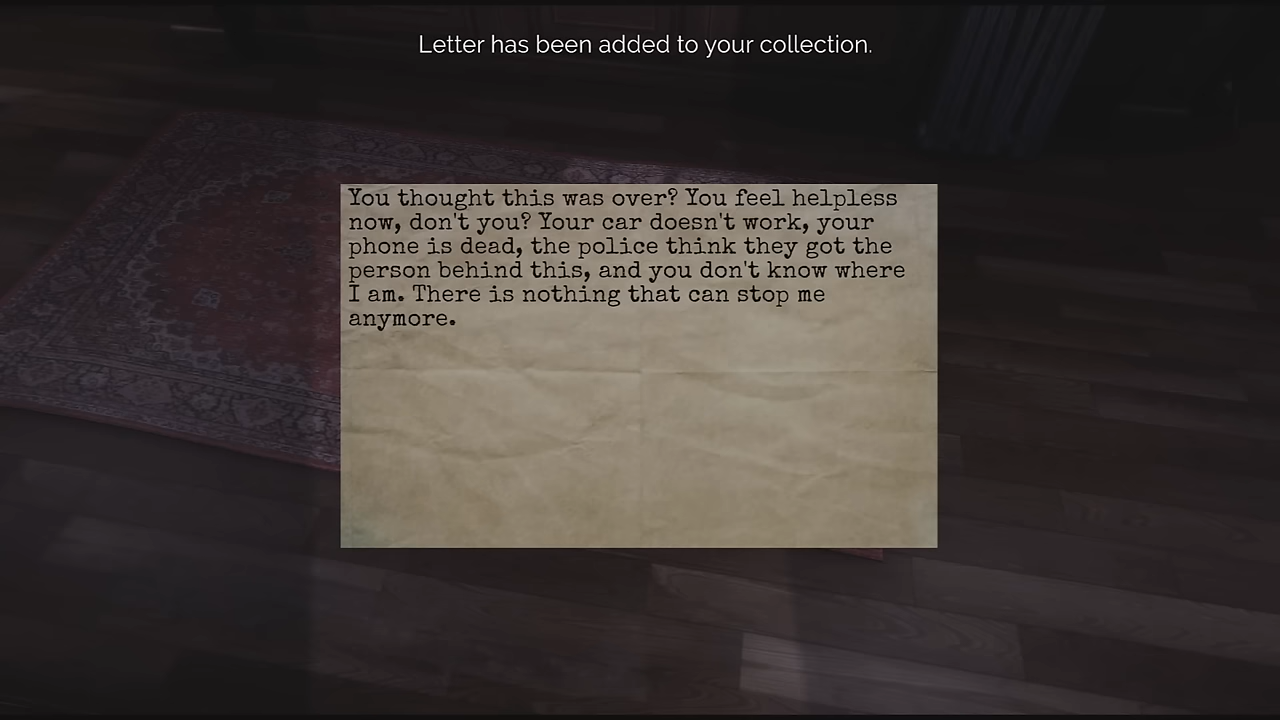 Letter has been added to your collection.
You thought this was over? You feel helpless
now, don't you? Your car doesn't work, your
phone is dead, the police think they got the
person behind this, and you don't know where
I am. There is nothing that can stop me
anymore.